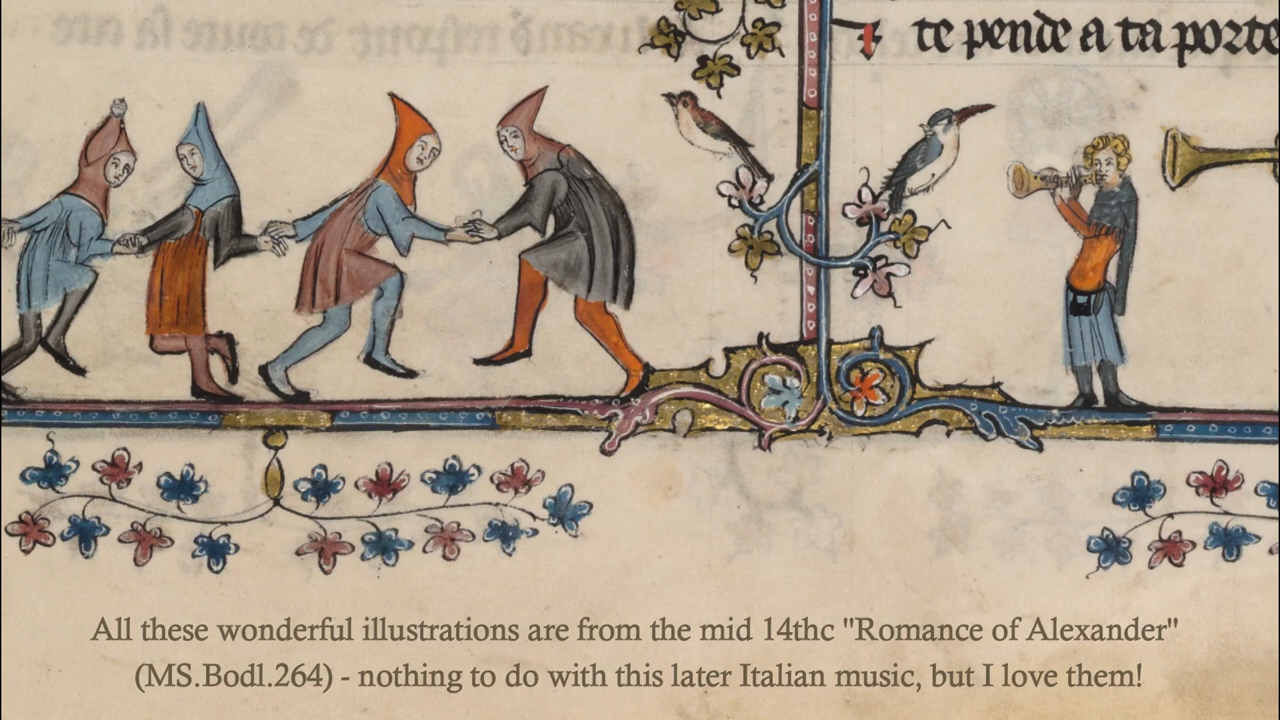 te pende a ta porte
All these wonderful illustrations are from the mid 14thc "Romance of Alexander"
(MS.Bodl.264) - nothing to do with this later Italian music, but I love them!